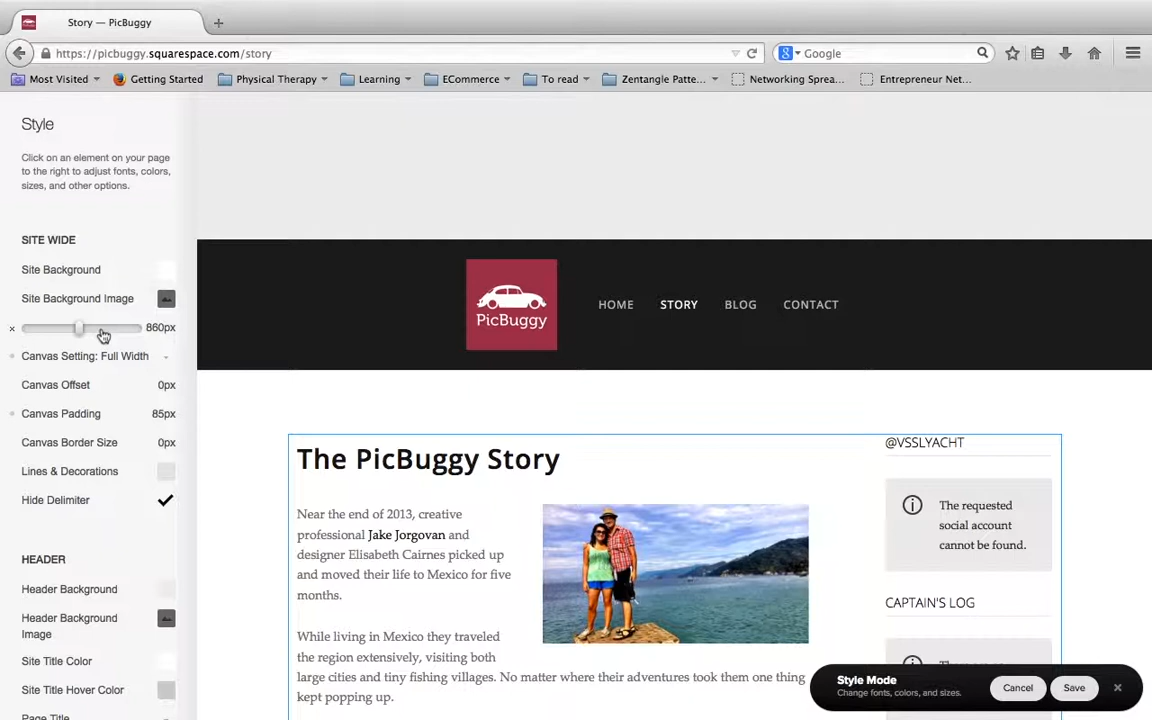 Story — PicBuggy
https://picbuggy.squarespace.com/story
Google
Most Visited
Getting Started
Physical Therapy
Learning
ECommerce
To read
Zentangle Patte...
Networking Sprea...
Entrepreneur Net...
Style
Click on an element on your page
to the right to adjust fonts, colors,
sizes, and other options.
SITE WIDE
Site Background
Site Background Image
860px
Canvas Setting: Full Width
Canvas Offset 0px
Canvas Padding 85px
Canvas Border Size 0px
Lines & Decorations
Hide Delimiter
HEADER
Header Background
Header Background
Image
Site Title Color
Site Title Hover Color
Page Title
PicBuggy
HOME STORY BLOG CONTACT
The PicBuggy Story
Near the end of 2013, creative
professional Jake Jorgovan and
designer Elisabeth Cairnes picked up
and moved their life to Mexico for five
months.
While living in Mexico they traveled
the region extensively, visiting both
large cities and tiny fishing villages. No matter where their adventures took them one thing
kept popping up.
@VSSLYACHT
The requested
social account
cannot be found.
CAPTAIN'S LOG
Style Mode
Change fonts, colors, and sizes.
Cancel
Save